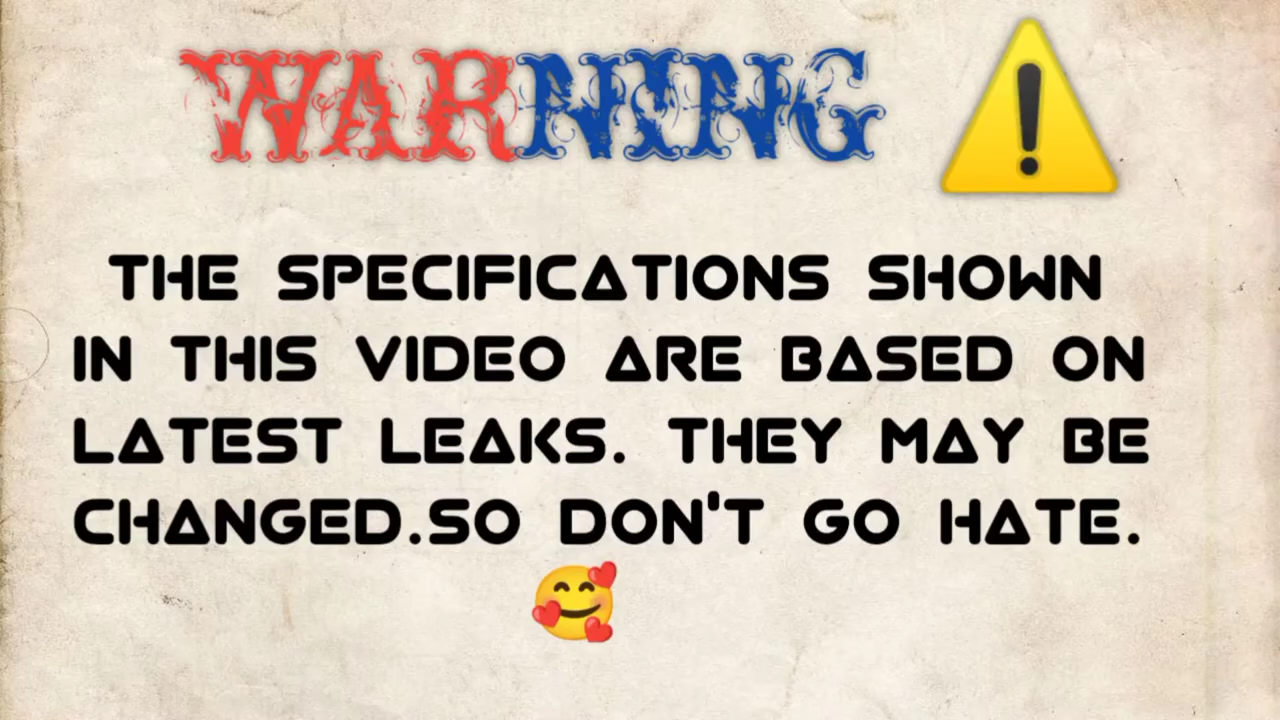 WARNING ⚠️
THE SPECIFICATIONS SHOWN
IN THIS VIDEO ARE BASED ON
LATEST LEAKS. THEY MAY BE
CHANGED.SO DON'T GO HATE.
🥰